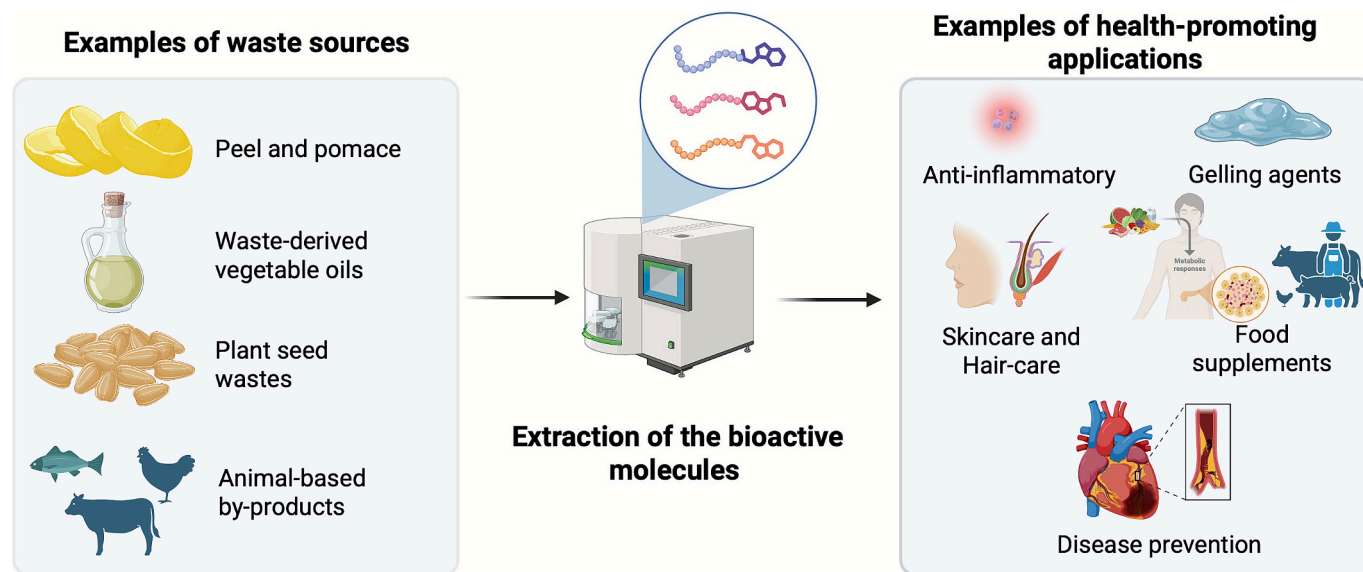 Examples of waste sources
Peel and pomace
Waste-derived
vegetable oils
Plant seed
wastes
Animal-based
by-products
Extraction of the bioactive
molecules
Examples of health-promoting
applications
Anti-inflammatory
Gelling agents
Metabolic
responses
Skincare and
Hair-care
Food
supplements
Disease prevention